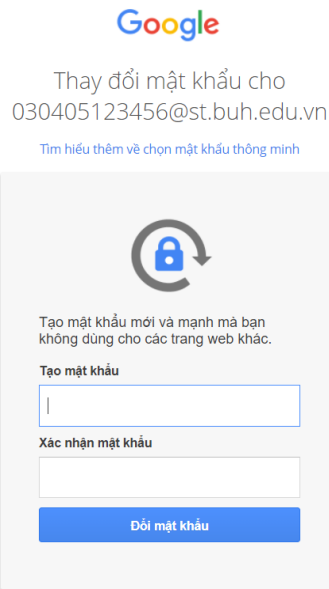 Google
Thay đổi mật khẩu cho
030405123456@st.buh.edu.vn
Tìm hiểu thêm về chọn mật khẩu thông minh
Tạo mật khẩu mới và mạnh mà bạn
không dùng cho các trang web khác.
Tạo mật khẩu
Xác nhận mật khẩu
Đổi mật khẩu